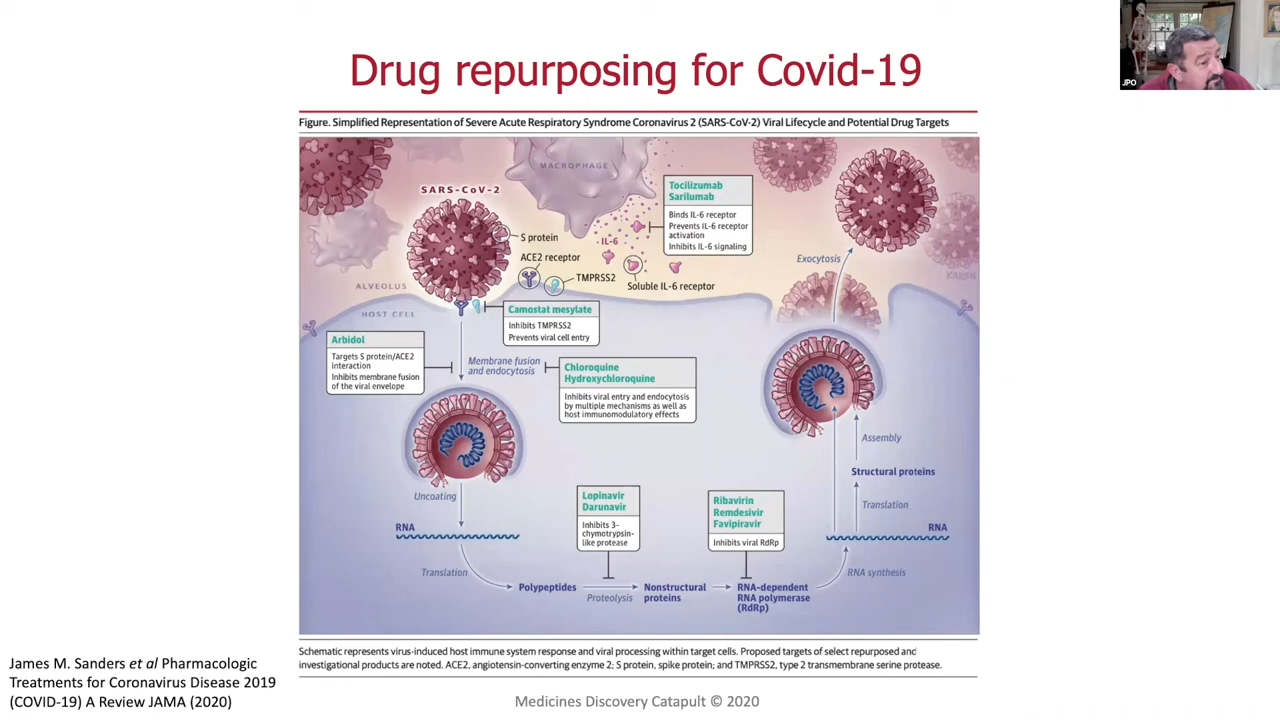 Drug repurposing for Covid-19
JPO
Figure. Simplified Representation of Severe Acute Respiratory Syndrome Coronavirus 2 (SARS-CoV-2) Viral Lifecycle and Potential Drug Targets
MACROPHAGE
SARS-CoV-2
Tocilizumab
Sarilumab
Binds IL-6 receptor
Prevents IL-6 receptor
activation
Inhibits IL-6 signaling
S protein
IL-6
ACE2 receptor
TMPRSS2
Soluble IL-6 receptor
Exocytosis
ALVEOLUS
HOST CELL
Camostat mesylate
Inhibits TMPRSS2
Prevents viral cell entry
Arbidol
Targets S protein/ACE2
interaction
Inhibits membrane fusion
of the viral envelope
Membrane fusion
and endocytosis
Chloroquine
Hydroxychloroquine
Inhibits viral entry and endocytosis
by multiple mechanisms as well as
host immunomodulatory effects
Uncoating
RNA
Translation
Polypeptides
Lopinavir
Darunavir
Inhibits 3-
chymotrypsin-
like protease
Proteolysis
Nonstructural
proteins
Ribavirin
Remdesivir
Favipiravir
Inhibits viral RdRp
RNA-dependent
RNA polymerase
(RdRp)
RNA synthesis
RNA
Translation
Structural proteins
Assembly
Schematic represents virus-induced host immune system response and viral processing within target cells. Proposed targets of select repurposed and
investigational products are noted. ACE2, angiotensin-converting enzyme 2; S protein, spike protein; and TMPRSS2, type 2 transmembrane serine protease.
James M. Sanders et al Pharmacologic
Treatments for Coronavirus Disease 2019
(COVID-19) A Review JAMA (2020)
Medicines Discovery Catapult © 2020